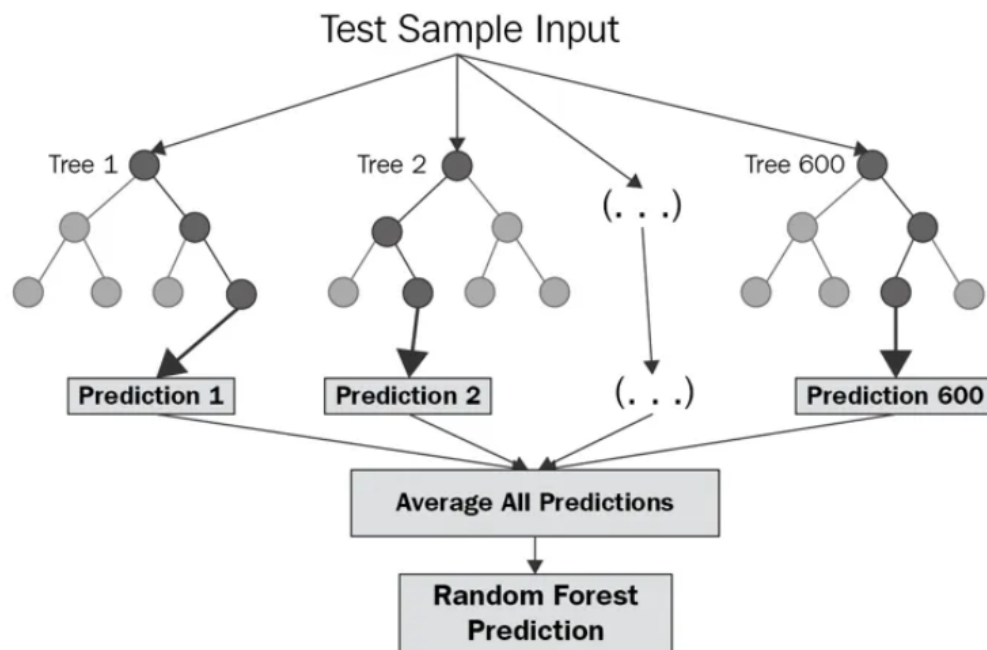 Test Sample Input
Tree 1
Tree 2
Tree 600
(. . .)
Prediction 1
Prediction 2
(. . .)
Prediction 600
Average All Predictions
Random Forest
Prediction